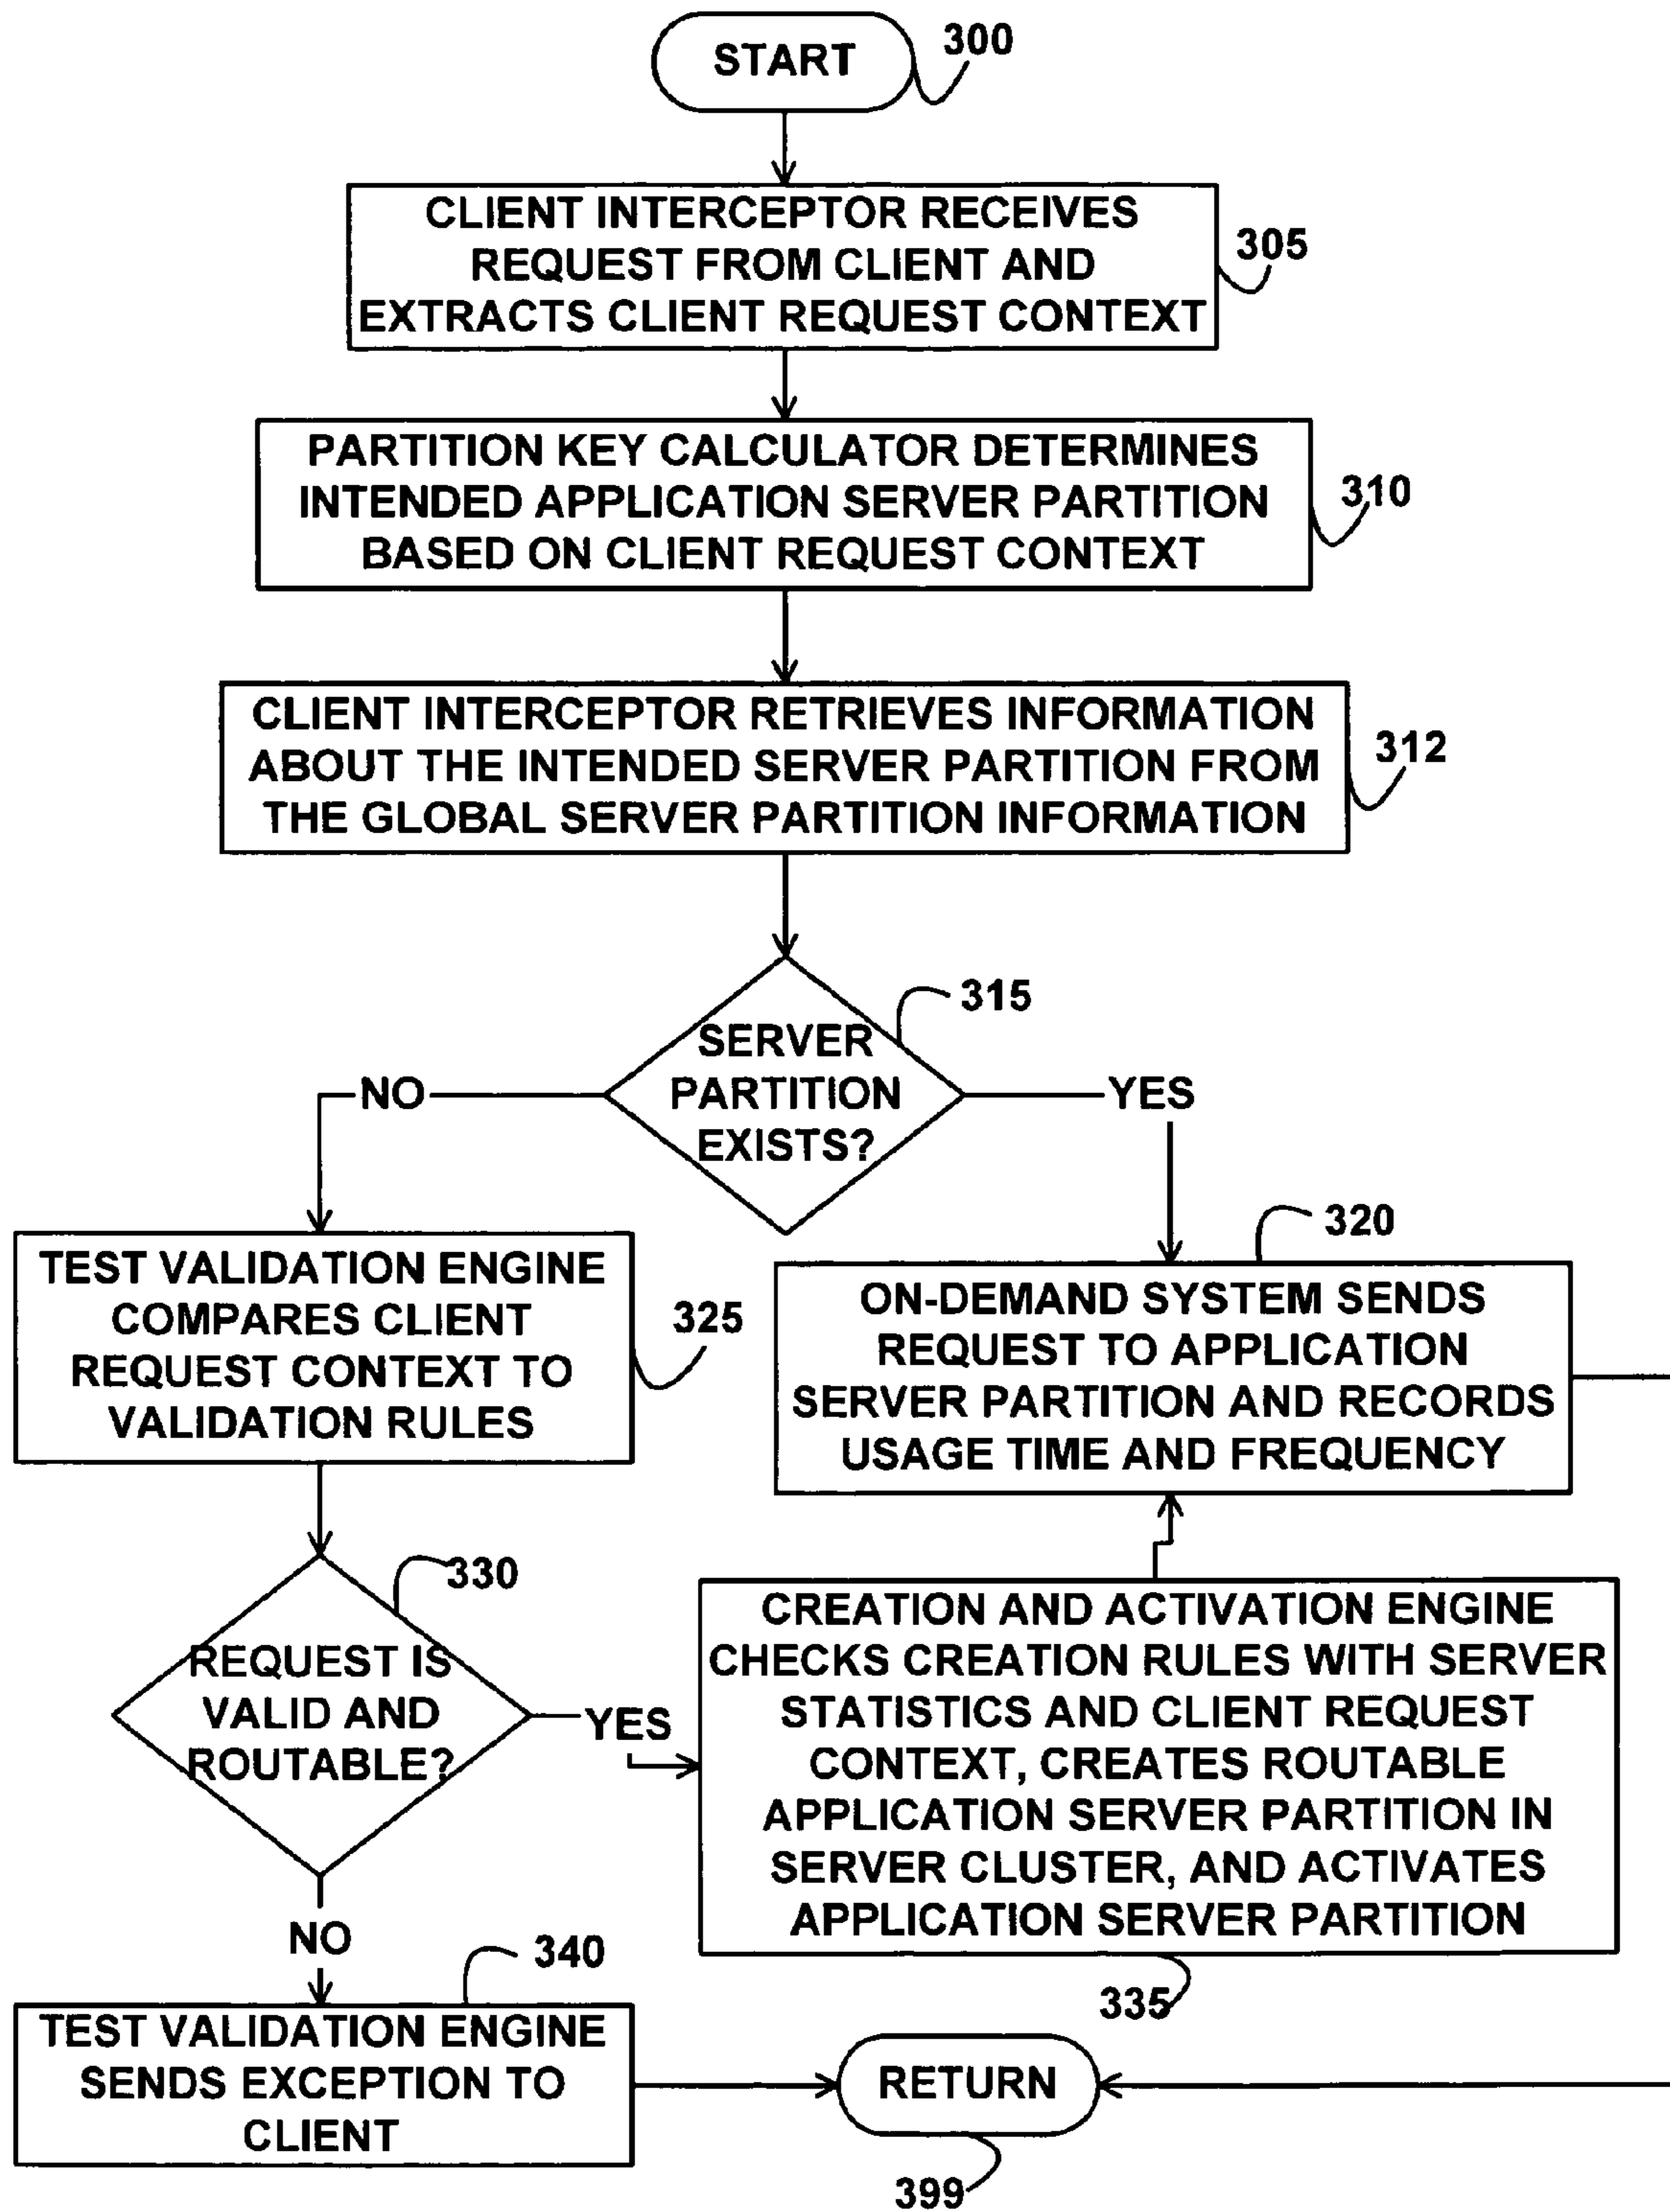 START
300
CLIENT INTERCEPTOR RECEIVES
REQUEST FROM CLIENT AND
EXTRACTS CLIENT REQUEST CONTEXT
305
PARTITION KEY CALCULATOR DETERMINES
INTENDED APPLICATION SERVER PARTITION
BASED ON CLIENT REQUEST CONTEXT
310
CLIENT INTERCEPTOR RETRIEVES INFORMATION
ABOUT THE INTENDED SERVER PARTITION FROM
THE GLOBAL SERVER PARTITION INFORMATION
312
SERVER
PARTITION
EXISTS?
315
NO
YES
TEST VALIDATION ENGINE
COMPARES CLIENT
REQUEST CONTEXT TO
VALIDATION RULES
325
ON-DEMAND SYSTEM SENDS
REQUEST TO APPLICATION
SERVER PARTITION AND RECORDS
USAGE TIME AND FREQUENCY
320
REQUEST IS
VALID AND
ROUTABLE?
330
YES
CREATION AND ACTIVATION ENGINE
CHECKS CREATION RULES WITH SERVER
STATISTICS AND CLIENT REQUEST
CONTEXT, CREATES ROUTABLE
APPLICATION SERVER PARTITION IN
SERVER CLUSTER, AND ACTIVATES
APPLICATION SERVER PARTITION
335
NO
TEST VALIDATION ENGINE
SENDS EXCEPTION TO
CLIENT
340
RETURN
399